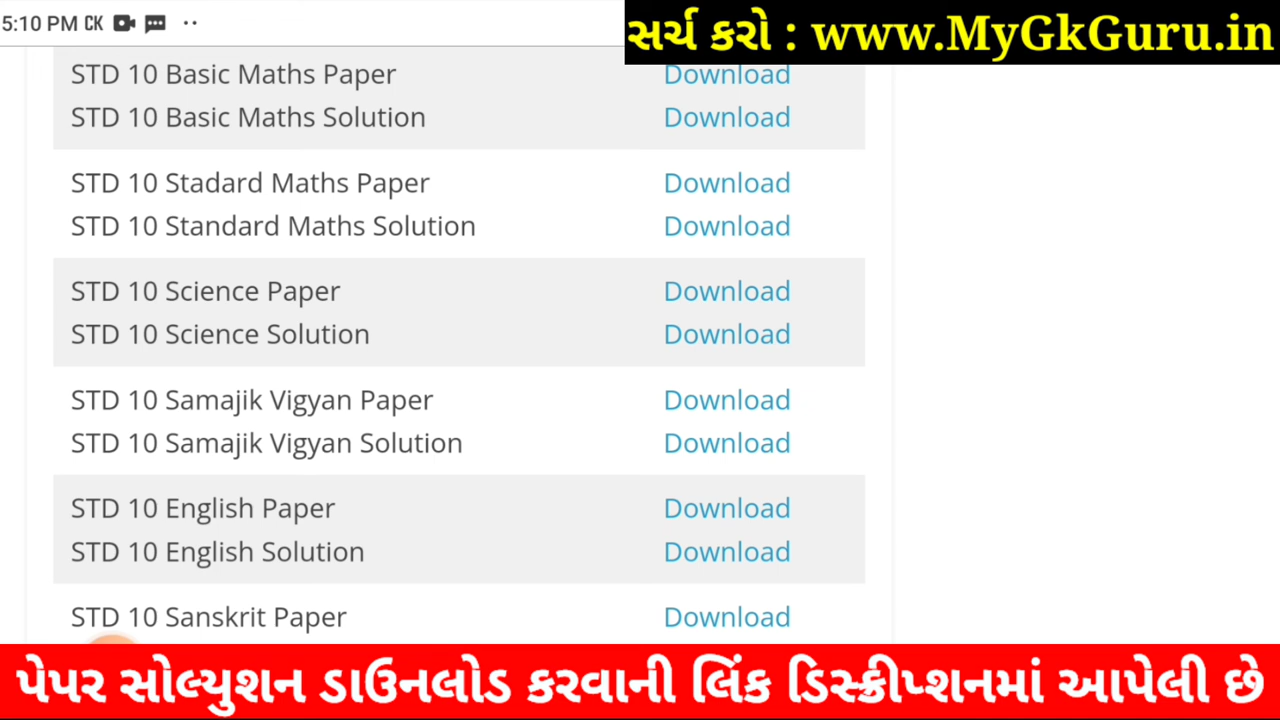 5:10 PM CK
સર્ચ કરો : www.MyGkGuru.in
STD 10 Basic Maths Paper Download
STD 10 Basic Maths Solution Download
STD 10 Stadard Maths Paper Download
STD 10 Standard Maths Solution Download
STD 10 Science Paper Download
STD 10 Science Solution Download
STD 10 Samajik Vigyan Paper Download
STD 10 Samajik Vigyan Solution Download
STD 10 English Paper Download
STD 10 English Solution Download
STD 10 Sanskrit Paper Download
પેપર સોલ્યુશન ડાઉનલોડ કરવાની લિંક ડિસ્ક્રીપ્શનમાં આપેલી છે